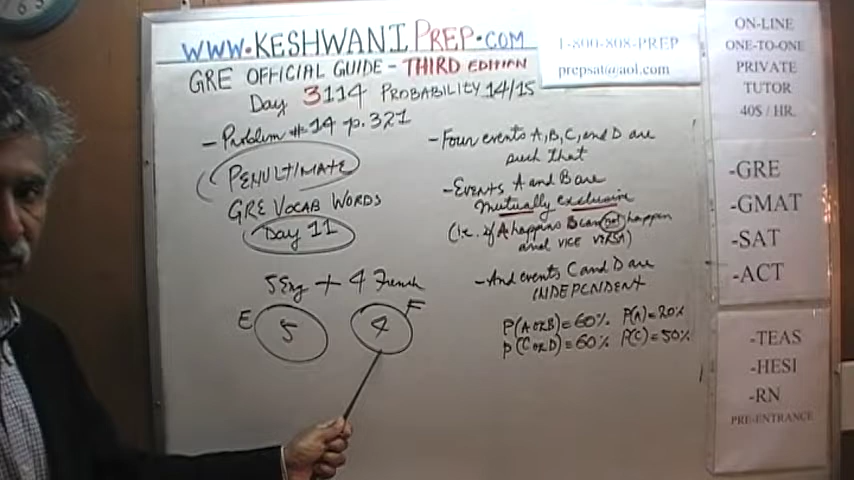 WWW.KESHWANIPREP.COM
GRE OFFICIAL GUIDE - THIRD EDITION
Day 3114 PROBABILITY 14/15
- Problem #14 p.321
PENULTIMATE
GRE VOCAB WORDS
Day 11
5 Eng + 4 French
E 5 4 F
- Four events A, B, C, and D are
such that
- Events A and B are
Mutually exclusive
(i.e. if A happens B can not happen
and VICE VERSA)
- And events C and D are
INDEPENDENT
P(A or B) = 60% P(A) = 20%
P(C or D) = 60% P(C) = 50%
1-800-808-PREP
prepsat@aol.com
ON-LINE
ONE-TO-ONE
PRIVATE
TUTOR
40$ / HR.
-GRE
-GMAT
-SAT
-ACT
-TEAS
-HESI
-RN
PRE-ENTRANCE